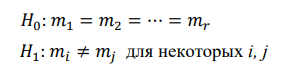 H₀: m₁ = m₂ = ⋯ = mᵣ
H₁: mᵢ ≠ mⱼ для некоторых i, j